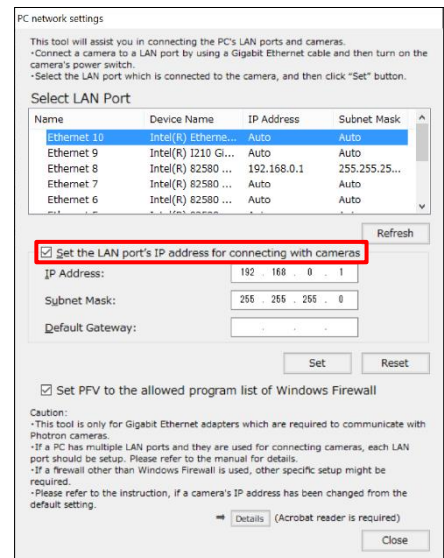 PC network settings
This tool will assist you in connecting the PC's LAN ports and cameras.
・Connect a camera to a LAN port by using a Gigabit Ethernet cable and then turn on the
camera's power switch.
・Select the LAN port which is connected to the camera, and then click "Set" button.
Select LAN Port
Name Device Name IP Address Subnet Mask
Ethernet 10 Intel(R) Etherne... Auto Auto
Ethernet 9 Intel(R) I210 Gi... Auto Auto
Ethernet 8 Intel(R) 82580 ... 192.168.0.1 255.255.25...
Ethernet 7 Intel(R) 82580 ... Auto Auto
Ethernet 6 Intel(R) 82580 ... Auto Auto
Refresh
Set the LAN port's IP address for connecting with cameras
IP Address: 192 . 168 . 0 . 1
Subnet Mask: 255 . 255 . 255 . 0
Default Gateway: . . .
Set Reset
Set PFV to the allowed program list of Windows Firewall
Caution:
・This tool is only for Gigabit Ethernet adapters which are required to communicate with
Photron cameras.
・If a PC has multiple LAN ports and they are used for connecting cameras, each LAN
port should be setup. Please refer to the manual for details.
・If a firewall other than Windows Firewall is used, other specific setup might be
required.
・Please refer to the instruction, if a camera's IP address has been changed from the
default setting.
➡ Details (Acrobat reader is required)
Close